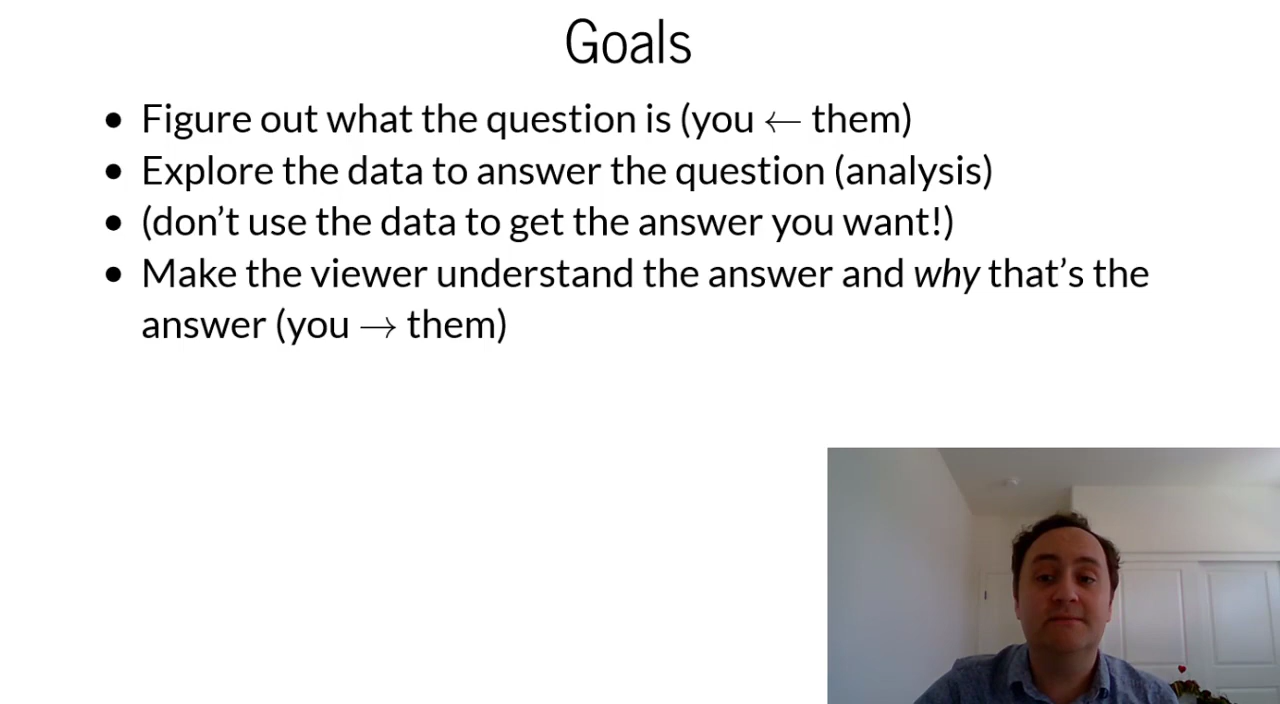 Goals
• Figure out what the question is (you ← them)
• Explore the data to answer the question (analysis)
• (don’t use the data to get the answer you want!)
• Make the viewer understand the answer and why that’s the
answer (you → them)